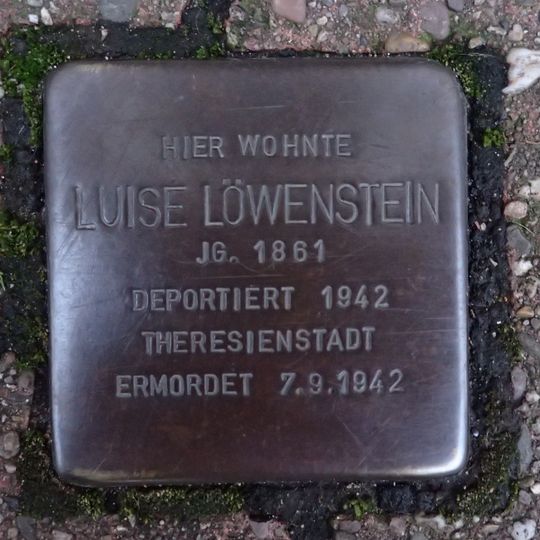 HIER WOHNTE
LUISE LÖWENSTEIN
JG. 1861
DEPORTIERT 1942
THERESIENSTADT
ERMORDET 7.9.1942